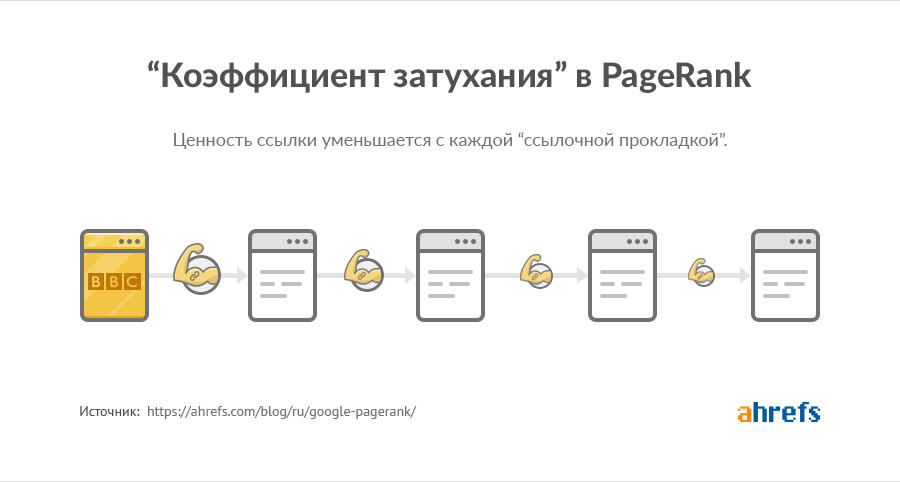 “Коэффициент затухания” в PageRank
Ценность ссылки уменьшается с каждой “ссылочной прокладкой”.
BBC
Источник: https://ahrefs.com/blog/ru/google-pagerank/
ahrefs